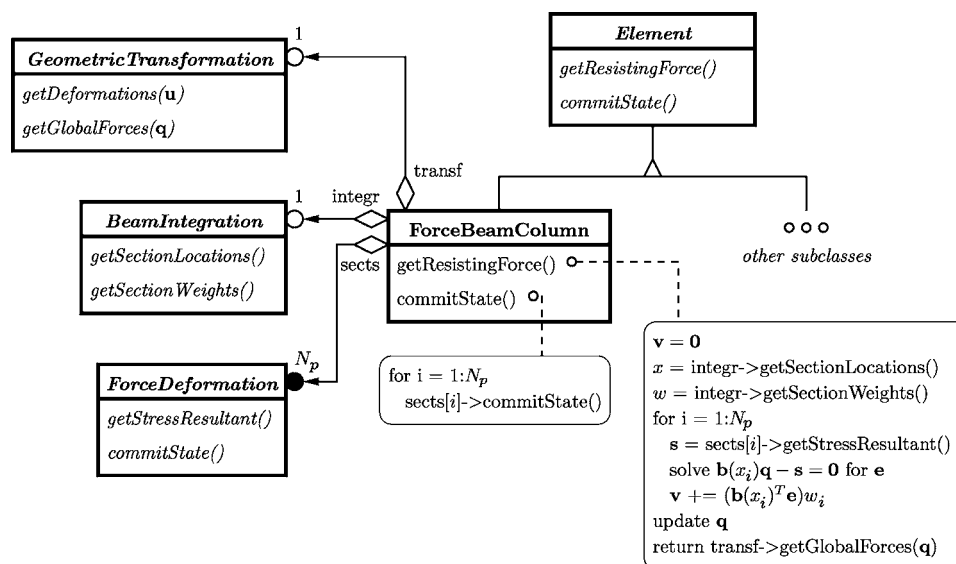 1
GeometricTransformation
getDeformations(u)
getGlobalForces(q)
Element
getResistingForce()
commitState()
transf
integr
1
BeamIntegration
getSectionLocations()
getSectionWeights()
ForceBeamColumn
getResistingForce()
commitState()
sects
other subclasses
N_p
ForceDeformation
getStressResultant()
commitState()
for i = 1:N_p
sects[i]->commitState()
v = 0
x = integr->getSectionLocations()
w = integr->getSectionWeights()
for i = 1:N_p
s = sects[i]->getStressResultant()
solve b(x_i)q − s = 0 for e
v += (b(x_i)^T e)w_i
update q
return transf->getGlobalForces(q)